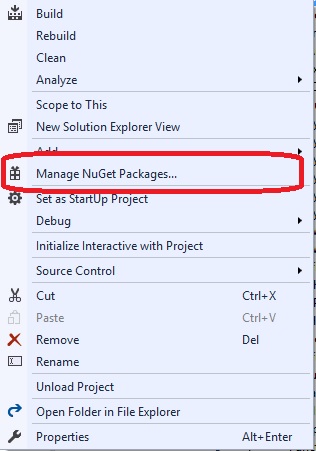 Build
Rebuild
Clean
Analyze
Scope to This
New Solution Explorer View
Add
Manage NuGet Packages...
Set as StartUp Project
Debug
Initialize Interactive with Project
Source Control
Cut Ctrl+X
Paste Ctrl+V
Remove Del
Rename
Unload Project
Open Folder in File Explorer
Properties Alt+Enter